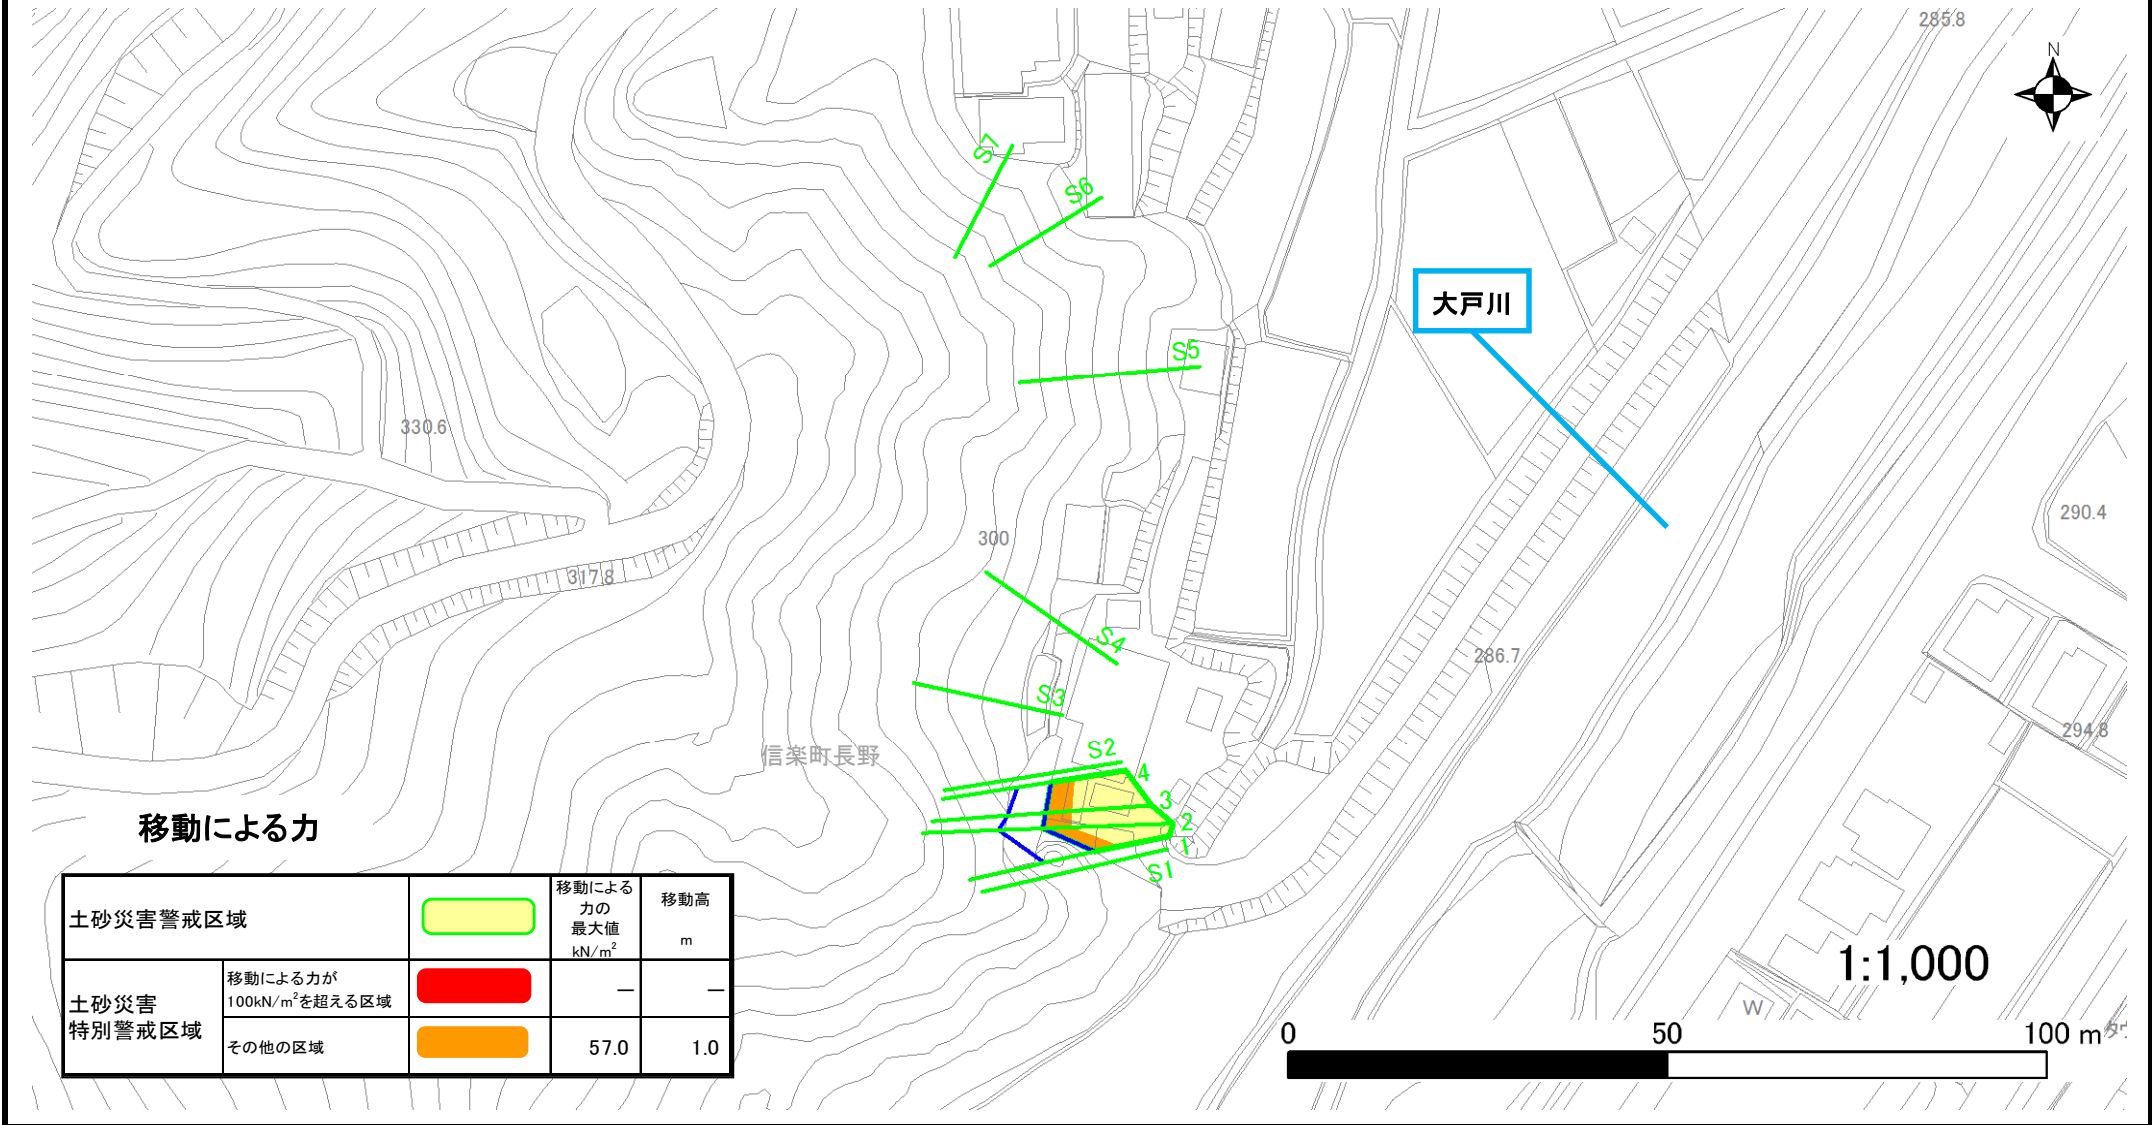 285.8
N
S7
S6
大戸川
S5
330.6
290.4
300
317.8
S4
286.7
S3
294.8
信楽町長野
S2
4
3
2
1
S1
移動による力
土砂災害警戒区域
移動による
力の
最大値
kN/m²
移動高
m
土砂災害
特別警戒区域
移動による力が
100kN/m²を超える区域
—
—
その他の区域
57.0
1.0
1:1,000
W
0
50
100 m